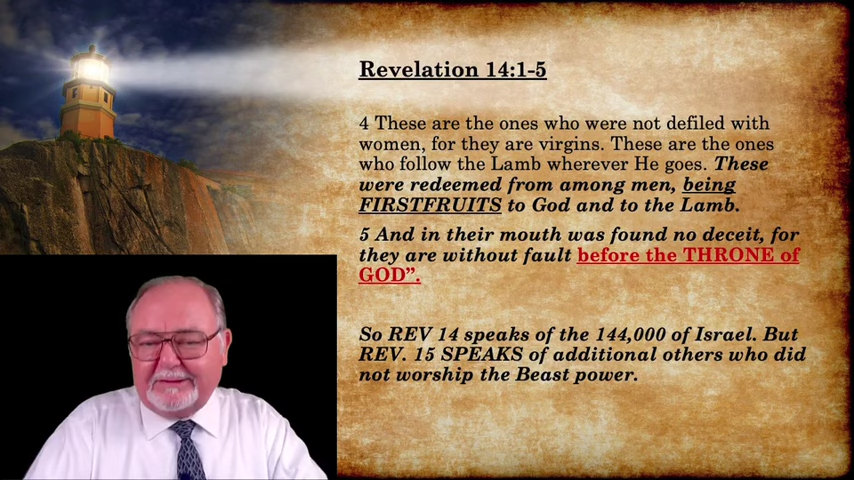 Revelation 14:1-5
4 These are the ones who were not defiled with
women, for they are virgins. These are the ones
who follow the Lamb wherever He goes. These
were redeemed from among men, being
FIRSTFRUITS to God and to the Lamb.
5 And in their mouth was found no deceit, for
they are without fault before the THRONE of
GOD”.
So REV 14 speaks of the 144,000 of Israel. But
REV. 15 SPEAKS of additional others who did
not worship the Beast power.